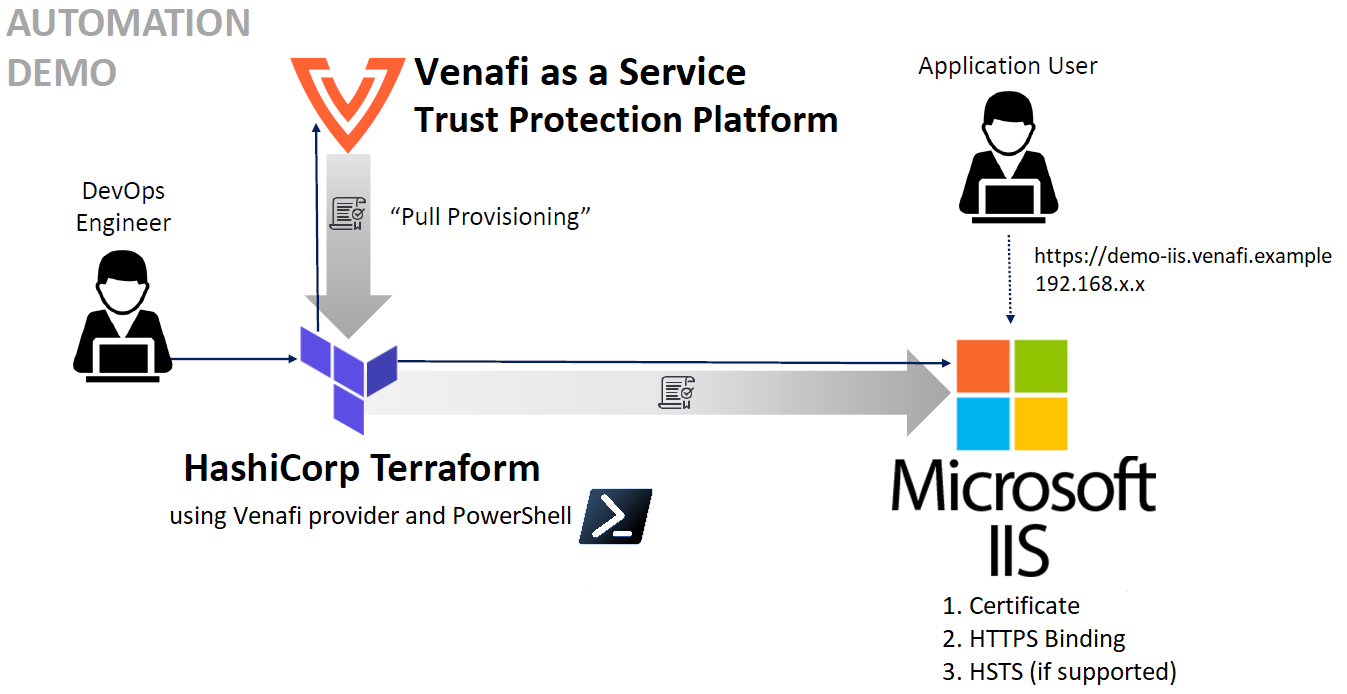 AUTOMATION
DEMO
Venafi as a Service
Trust Protection Platform
Application User
DevOps
Engineer
“Pull Provisioning”
https://demo-iis.venafi.example
192.168.x.x
HashiCorp Terraform
using Venafi provider and PowerShell
Microsoft
IIS
1. Certificate
2. HTTPS Binding
3. HSTS (if supported)